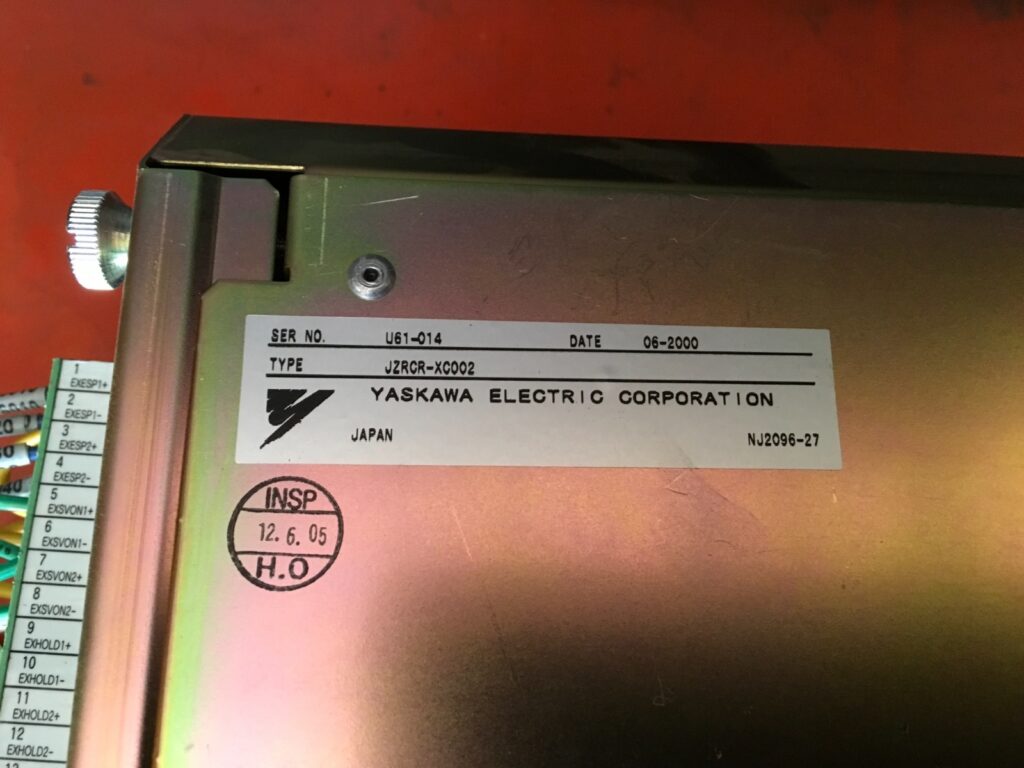 SER NO. U61-014 DATE 06-2000
TYPE JZRCR-XC002
YASKAWA ELECTRIC CORPORATION
JAPAN NJ2096-27
INSP
12.6.05
H.O
1
EXESP1+
2
EXESP1-
3
EXESP2+
4
EXESP2-
5
EXSVON1+
6
EXSVON1-
7
EXSVON2+
8
EXSVON2-
9
EXHOLD1+
10
EXHOLD1-
11
EXHOLD2+
12
EXHOLD2-